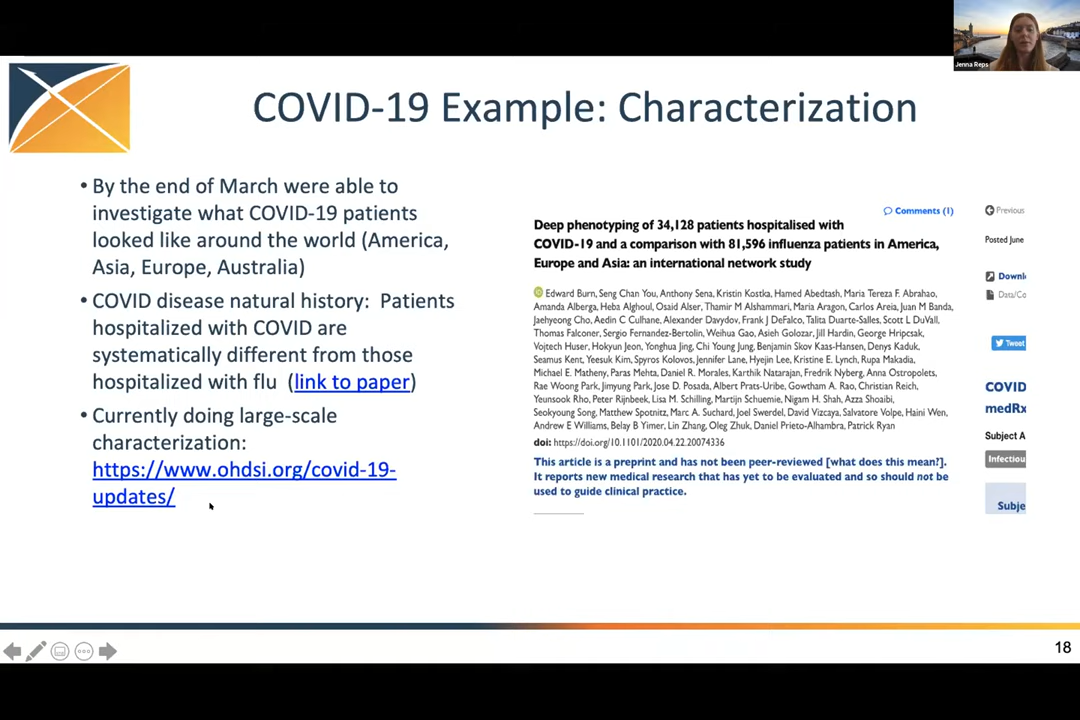 Jenna Reps
COVID-19 Example: Characterization
• By the end of March were able to
investigate what COVID-19 patients
looked like around the world (America,
Asia, Europe, Australia)
• COVID disease natural history: Patients
hospitalized with COVID are
systematically different from those
hospitalized with flu (link to paper)
• Currently doing large-scale
characterization:
https://www.ohdsi.org/covid-19-
updates/
Comments (1)
Deep phenotyping of 34,128 patients hospitalised with
COVID-19 and a comparison with 81,596 influenza patients in America,
Europe and Asia: an international network study
Edward Burn, Seng Chan You, Anthony Sena, Kristin Kostka, Hamed Abedtash, Maria Tereza F. Abrahao,
Amanda Alberga, Heba Alghoul, Osaid Alser, Thamir M Alshammari, Maria Aragon, Carlos Areia, Juan M Banda,
Jaehyeong Cho, Aedin C Culhane, Alexander Davydov, Frank J DeFalco, Talita Duarte-Salles, Scott L DuVall,
Thomas Falconer, Sergio Fernandez-Bertolin, Weihua Gao, Asieh Golozar, Jill Hardin, George Hripcsak,
Vojtech Huser, Hokyun Jeon, Yonghua Jing, Chi Young Jung, Benjamin Skov Kaas-Hansen, Denys Kaduk,
Seamus Kent, Yeesuk Kim, Spyros Kolovos, Jennifer Lane, Hyejin Lee, Kristine E. Lynch, Rupa Makadia,
Michael E. Matheny, Paras Mehta, Daniel R. Morales, Karthik Natarajan, Fredrik Nyberg, Anna Ostropolets,
Rae Woong Park, Jimyung Park, Jose D. Posada, Albert Prats-Uribe, Gowtham A. Rao, Christian Reich,
Yeunsook Rho, Peter Rijnbeek, Lisa M. Schilling, Martijn Schuemie, Nigam H. Shah, Azza Shoaibi,
Seokyoung Song, Matthew Spotnitz, Marc A. Suchard, Joel Swerdel, David Vizcaya, Salvatore Volpe, Haini Wen,
Andrew E Williams, Belay B Yimer, Lin Zhang, Oleg Zhuk, Daniel Prieto-Alhambra, Patrick Ryan
doi: https://doi.org/10.1101/2020.04.22.20074336
This article is a preprint and has not been peer-reviewed [what does this mean?].
It reports new medical research that has yet to be evaluated and so should not be
used to guide clinical practice.
Previous
Posted June
Downl
Data/Co
Tweet
COVID
medRx
Subject A
Infectiou
Subje
18